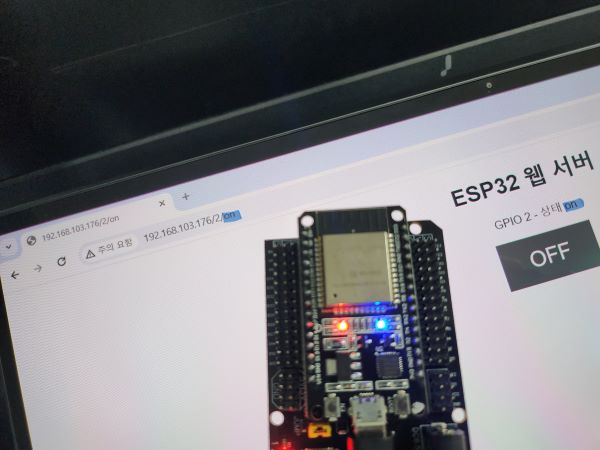 192.168.103.176/2/on
주의 요함
192.168.103.176/2/on
ESP32 웹 서버
GPIO 2 - 상태 on
OFF